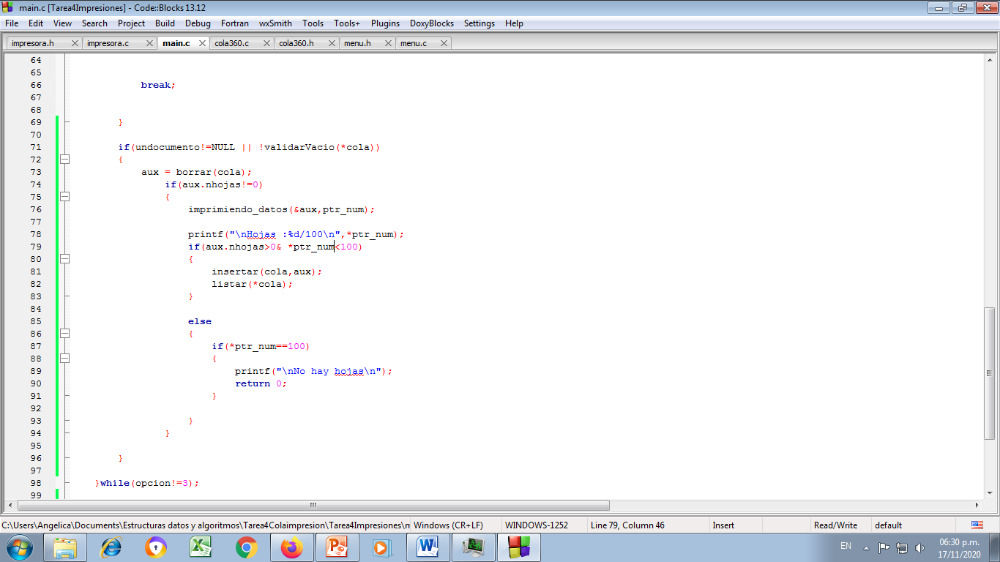 main.c [Tarea4Impresiones] - Code::Blocks 13.12
File Edit View Search Project Build Debug Fortran wxSmith Tools Tools+ Plugins DoxyBlocks Settings Help
impresora.h impresora.c main.c cola360.c cola360.h menu.h menu.c
64
65
66 break;
67
68
69 }
70
71 if(undocumento!=NULL || !validarVacio(*cola))
72 {
73 aux = borrar(cola);
74 if(aux.nhojas!=0)
75 {
76 imprimiendo_datos(&aux,ptr_num);
77
78 printf("\nHojas :%d/100\n",*ptr_num);
79 if(aux.nhojas>0& *ptr_num<100)
80 {
81 insertar(cola,aux);
82 listar(*cola);
83 }
84
85 else
86 {
87 if(*ptr_num==100)
88 {
89 printf("\nNo hay hojas\n");
90 return 0;
91 }
92
93 }
94 }
95
96 }
97
98 }while(opcion!=3);
99
C:\Users\Angelica\Documents\Estructuras datos y algoritmos\Tarea4Colaimpresion\Tarea4Impresiones\m Windows (CR+LF) WINDOWS-1252 Line 79, Column 46 Insert Read/Write default
EN 06:30 p.m.
17/11/2020